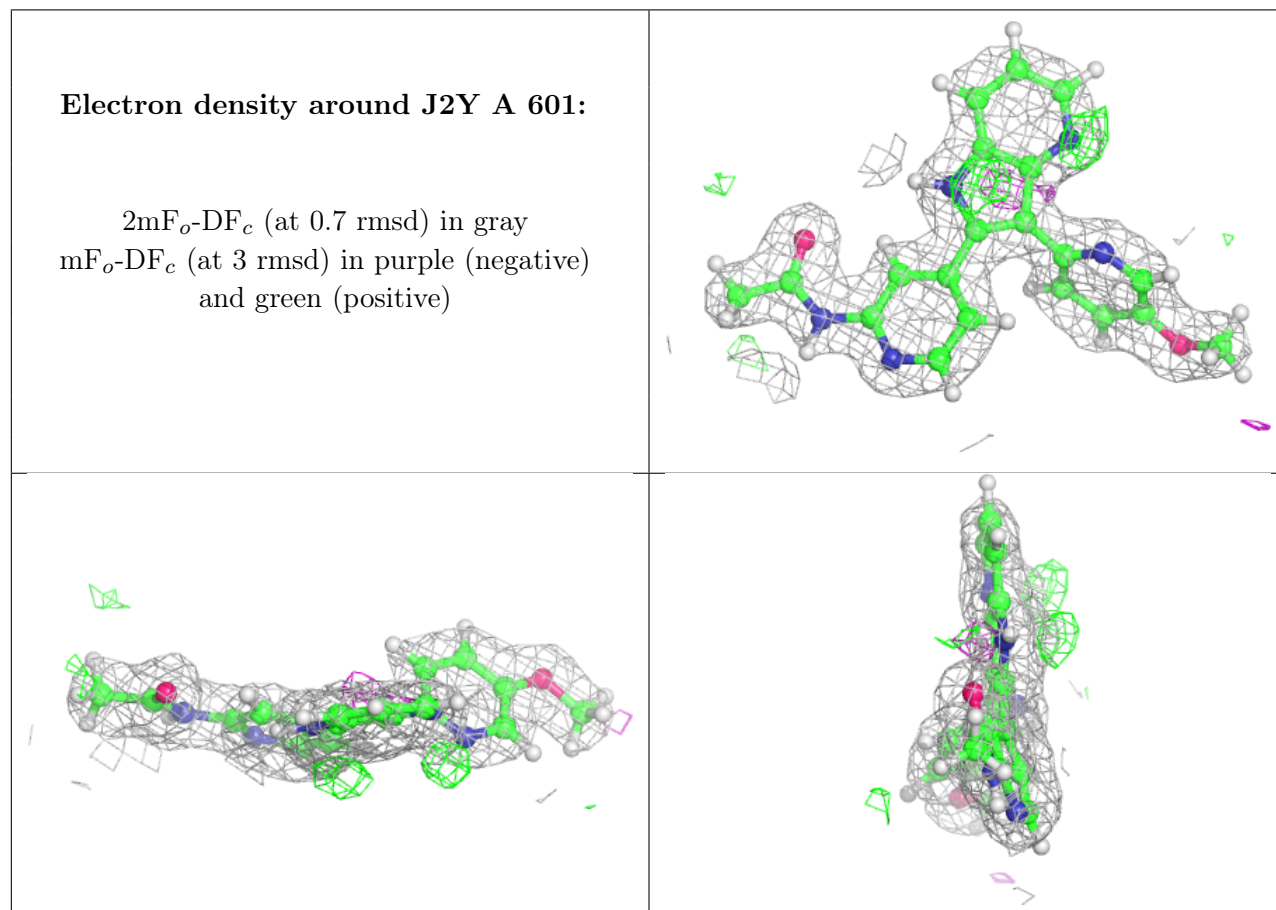 Electron density around J2Y A 601:
2mFo-DFc (at 0.7 rmsd) in gray
mFo-DFc (at 3 rmsd) in purple (negative)
and green (positive)